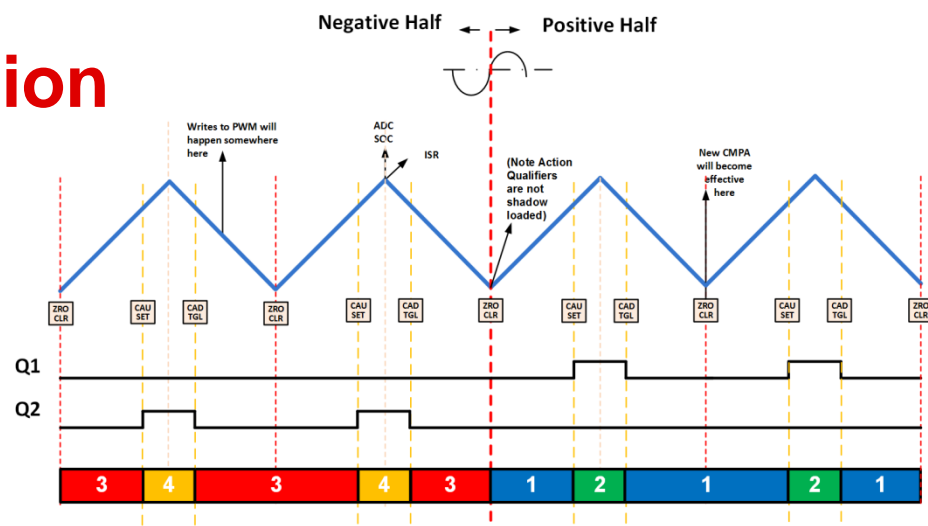 Negative Half
Positive Half
ion
Writes to PWM will
happen somewhere
here
ADC
SOC
ISR
(Note Action
Qualifiers
are not
shadow
loaded)
New CMPA
will become
effective
here
ZRO
CLR
CAU
SET
CAD
TGL
ZRO
CLR
CAU
SET
CAD
TGL
ZRO
CLR
CAU
SET
CAD
TGL
ZRO
CLR
CAU
SET
CAD
TGL
ZRO
CLR
Q1
Q2
3 4 3 4 3 1 2 1 2 1